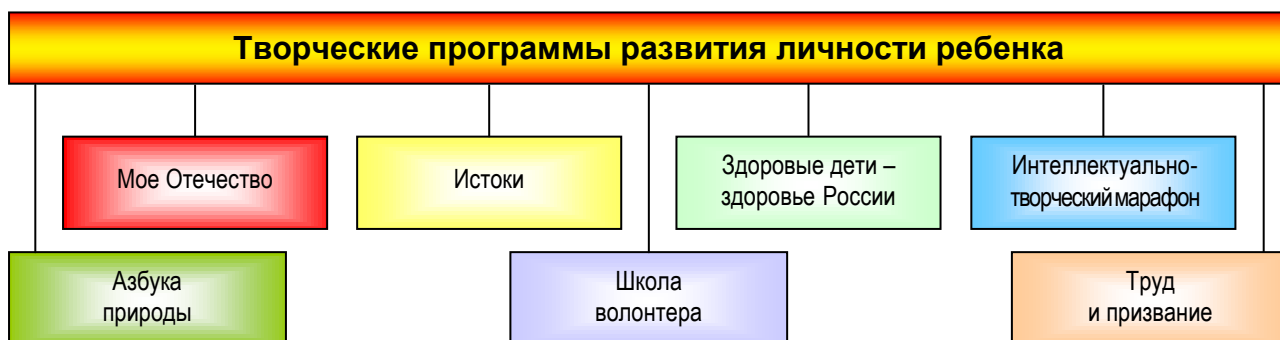 Творческие программы развития личности ребенка
Мое Отечество
Истоки
Здоровые дети –
здоровье России
Интеллектуально-
творческий марафон
Азбука
природы
Школа
волонтера
Труд
и призвание